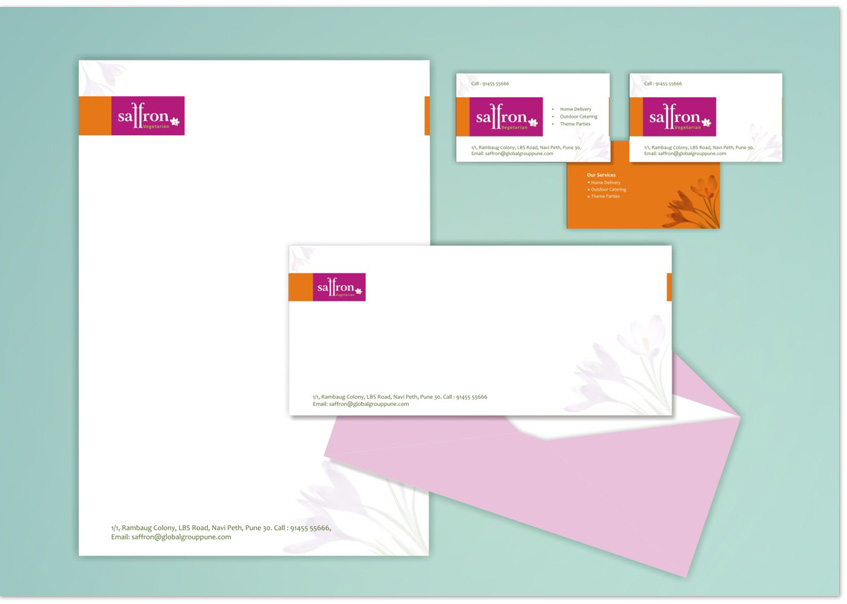 saffron
Vegetarian
1/1, Rambaug Colony, LBS Road, Navi Peth, Pune 30. Call : 91455 55666,
Email: saffron@globalgrouppune.com
Call : 91455 55666
saffron
Vegetarian
• Home Delivery
• Outdoor Catering
• Theme Parties
1/1, Rambaug Colony, LBS Road, Navi Peth, Pune 30.
Email: saffron@globalgrouppune.com
Call : 91455 55666
saffron
Vegetarian
1/1, Rambaug Colony, LBS Road, Navi Peth, Pune 30.
Email: saffron@globalgrouppune.com
Our Services
Home Delivery
Outdoor Catering
Theme Parties
saffron
Vegetarian
1/1, Rambaug Colony, LBS Road, Navi Peth, Pune 30. Call : 91455 55666
Email: saffron@globalgrouppune.com